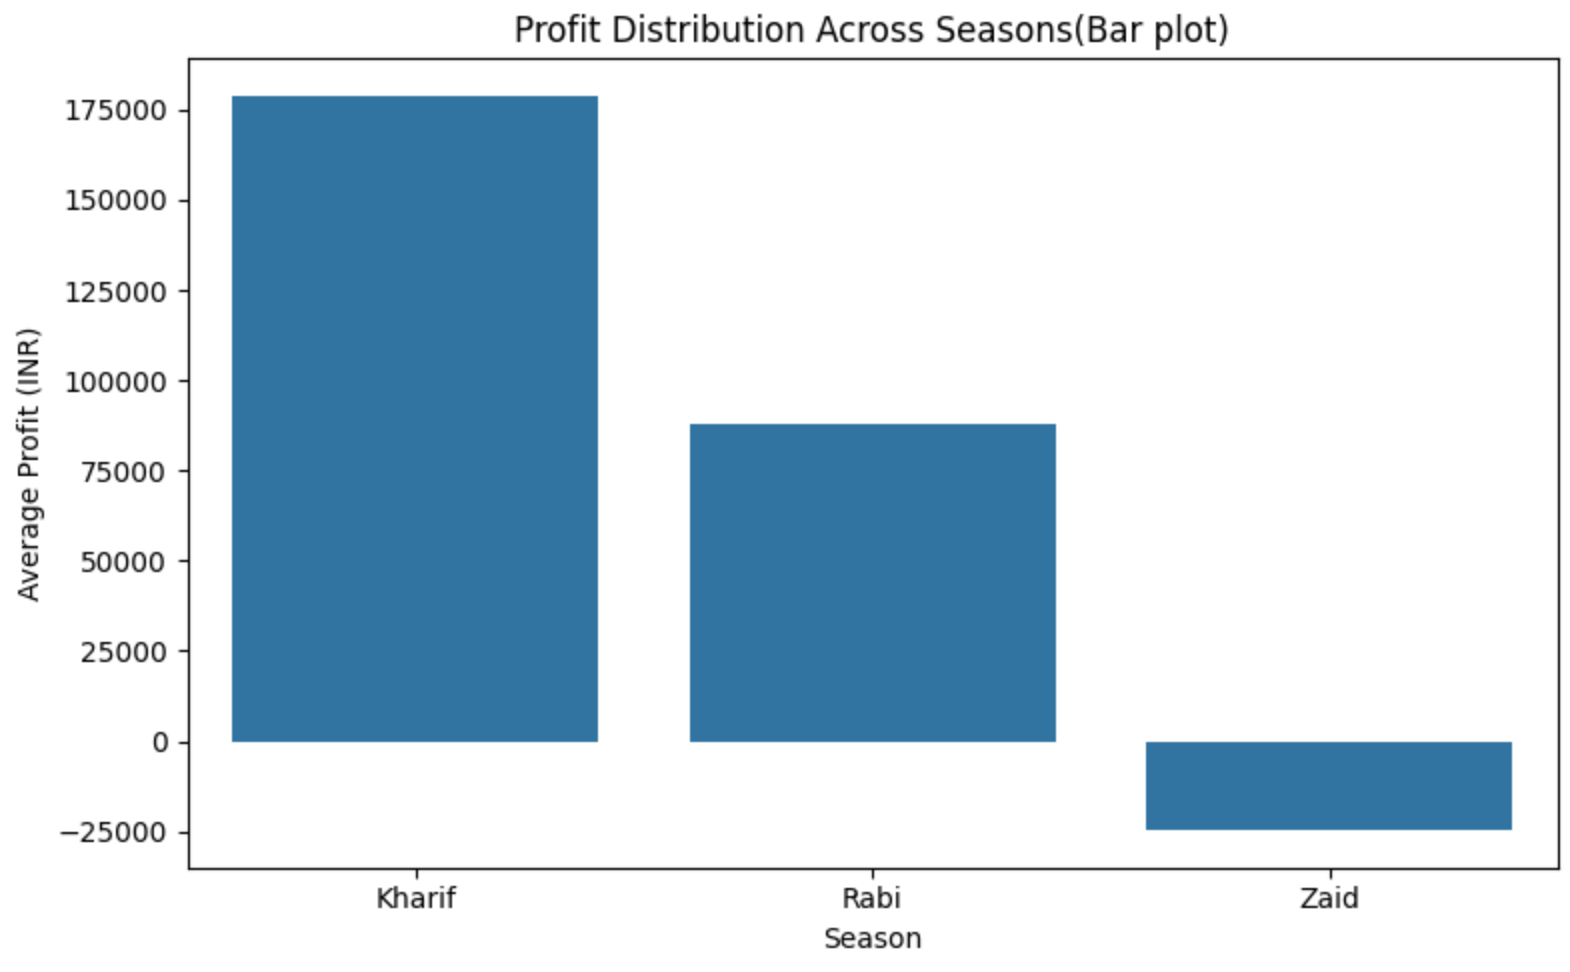 Profit Distribution Across Seasons(Bar plot)
Average Profit (INR)
175000
150000
125000
100000
75000
50000
25000
0
−25000
Kharif
Rabi
Zaid
Season